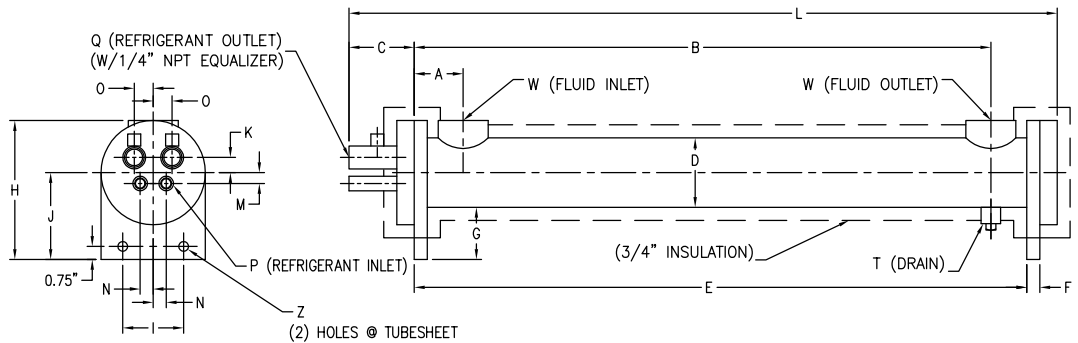 L
Q (REFRIGERANT OUTLET)
(W/1/4" NPT EQUALIZER)
C
B
A
W (FLUID INLET)
W (FLUID OUTLET)
O
O
K
H
J
M
D
G
0.75"
P (REFRIGERANT INLET)
(3/4" INSULATION)
T (DRAIN)
N
N
E
F
I
Z
(2) HOLES @ TUBESHEET